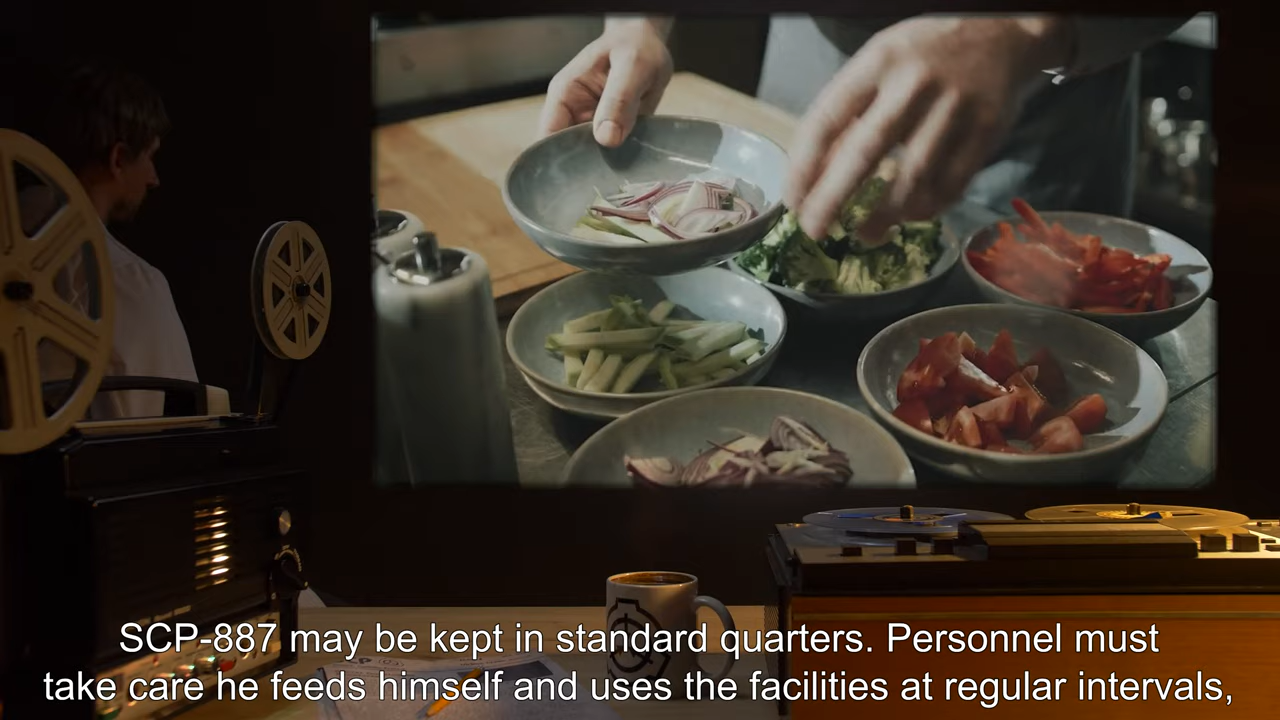 SCP-887 may be kept in standard quarters. Personnel must
take care he feeds himself and uses the facilities at regular intervals,